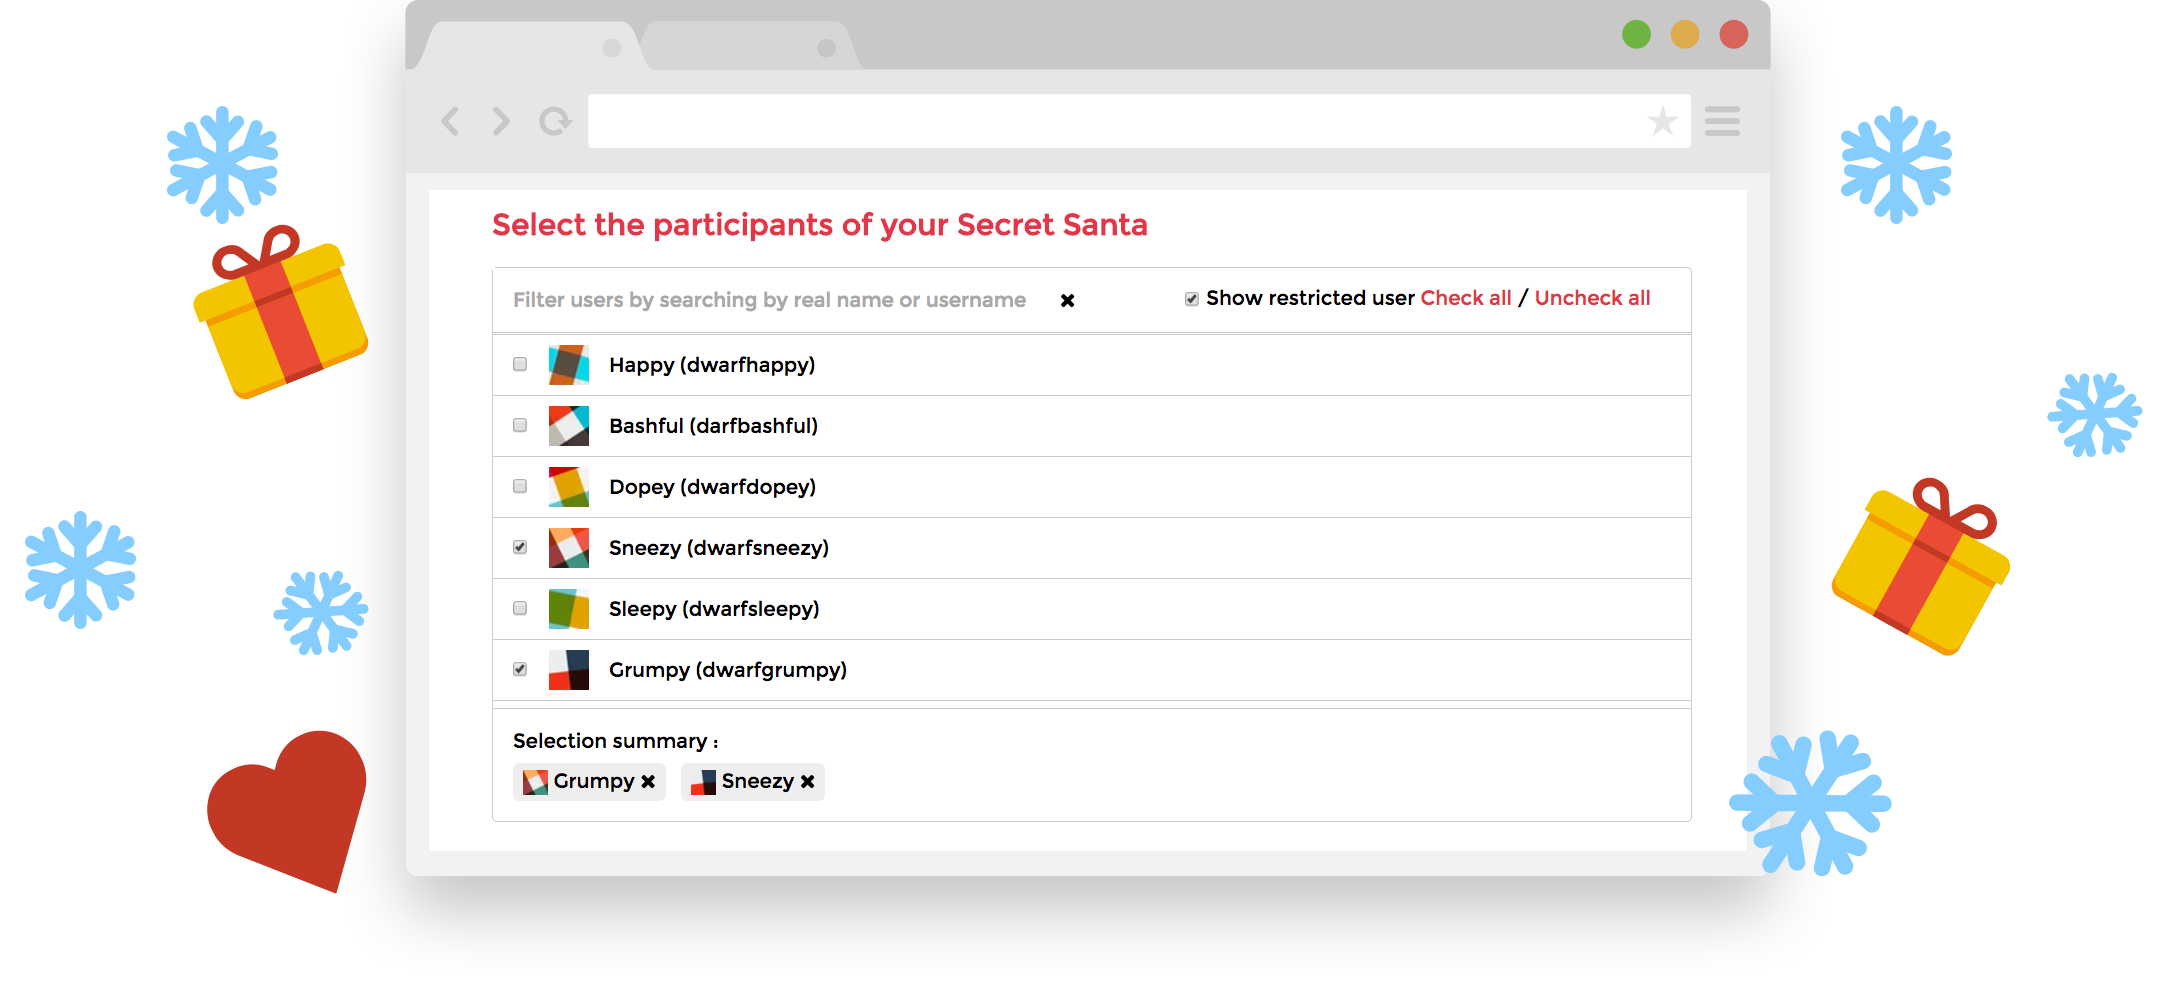 Select the participants of your Secret Santa
Filter users by searching by real name or username Show restricted user Check all / Uncheck all
Happy (dwarfhappy)
Bashful (darfbashful)
Dopey (dwarfdopey)
Sneezy (dwarfsneezy)
Sleepy (dwarfsleepy)
Grumpy (dwarfgrumpy)
Selection summary :
Grumpy Sneezy